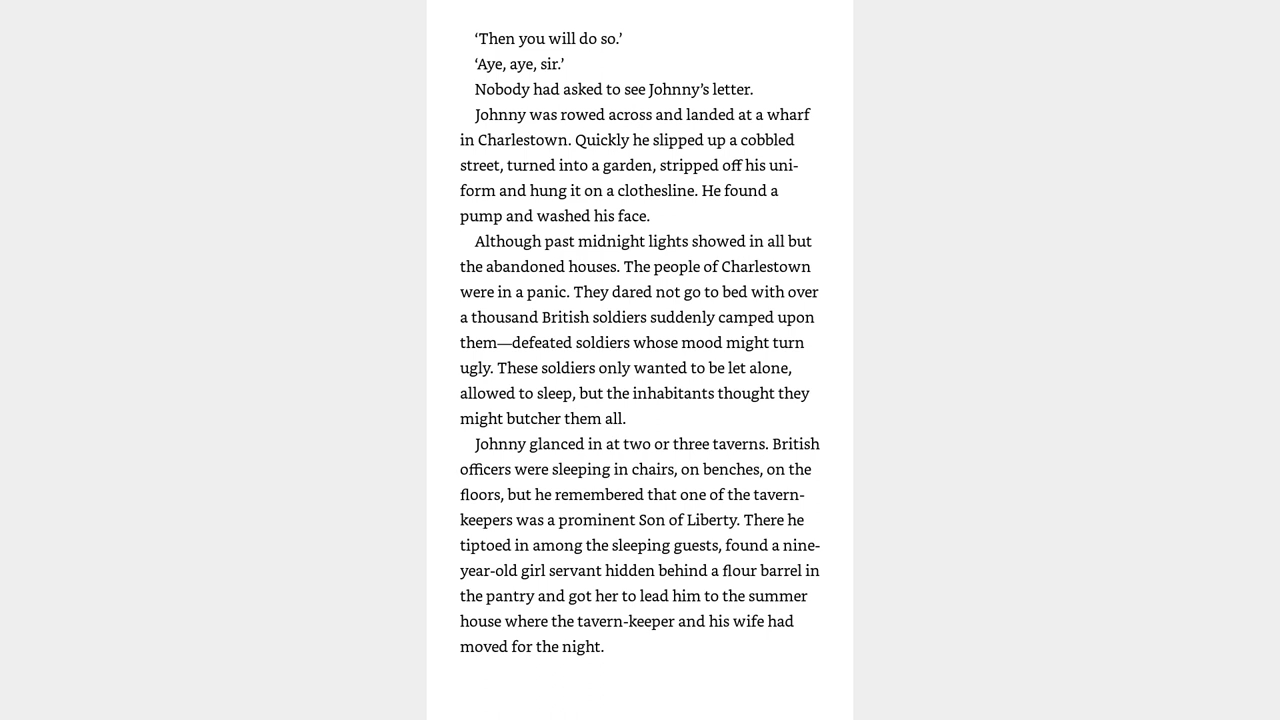 ‘Then you will do so.’
‘Aye, aye, sir.’
Nobody had asked to see Johnny’s letter.
Johnny was rowed across and landed at a wharf
in Charlestown. Quickly he slipped up a cobbled
street, turned into a garden, stripped off his uni-
form and hung it on a clothesline. He found a
pump and washed his face.
Although past midnight lights showed in all but
the abandoned houses. The people of Charlestown
were in a panic. They dared not go to bed with over
a thousand British soldiers suddenly camped upon
them—defeated soldiers whose mood might turn
ugly. These soldiers only wanted to be let alone,
allowed to sleep, but the inhabitants thought they
might butcher them all.
Johnny glanced in at two or three taverns. British
officers were sleeping in chairs, on benches, on the
floors, but he remembered that one of the tavern-
keepers was a prominent Son of Liberty. There he
tiptoed in among the sleeping guests, found a nine-
year-old girl servant hidden behind a flour barrel in
the pantry and got her to lead him to the summer
house where the tavern-keeper and his wife had
moved for the night.